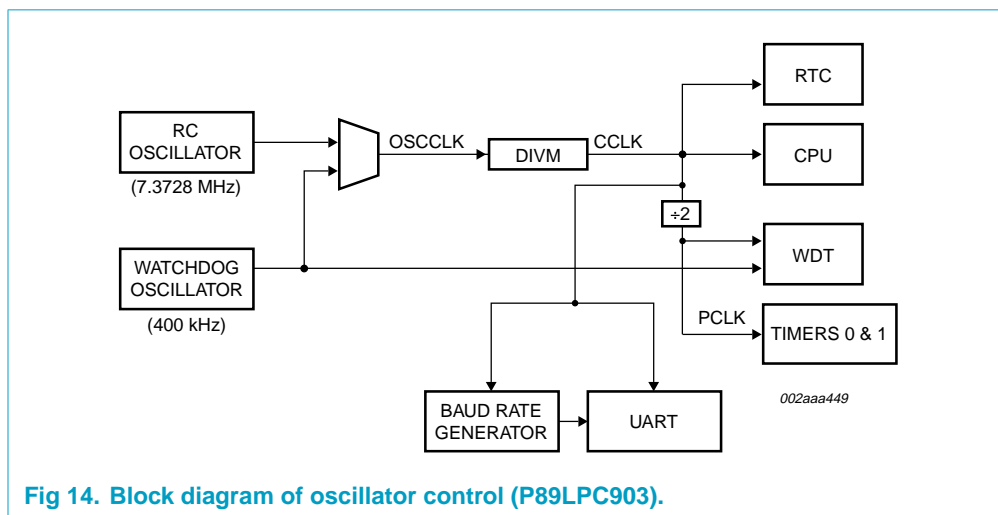 RTC
RC
OSCILLATOR
(7.3728 MHz)
OSCCLK
DIVM
CCLK
CPU
÷2
WATCHDOG
OSCILLATOR
(400 kHz)
WDT
PCLK
TIMERS 0 & 1
BAUD RATE
GENERATOR
UART
002aaa449
Fig 14. Block diagram of oscillator control (P89LPC903).